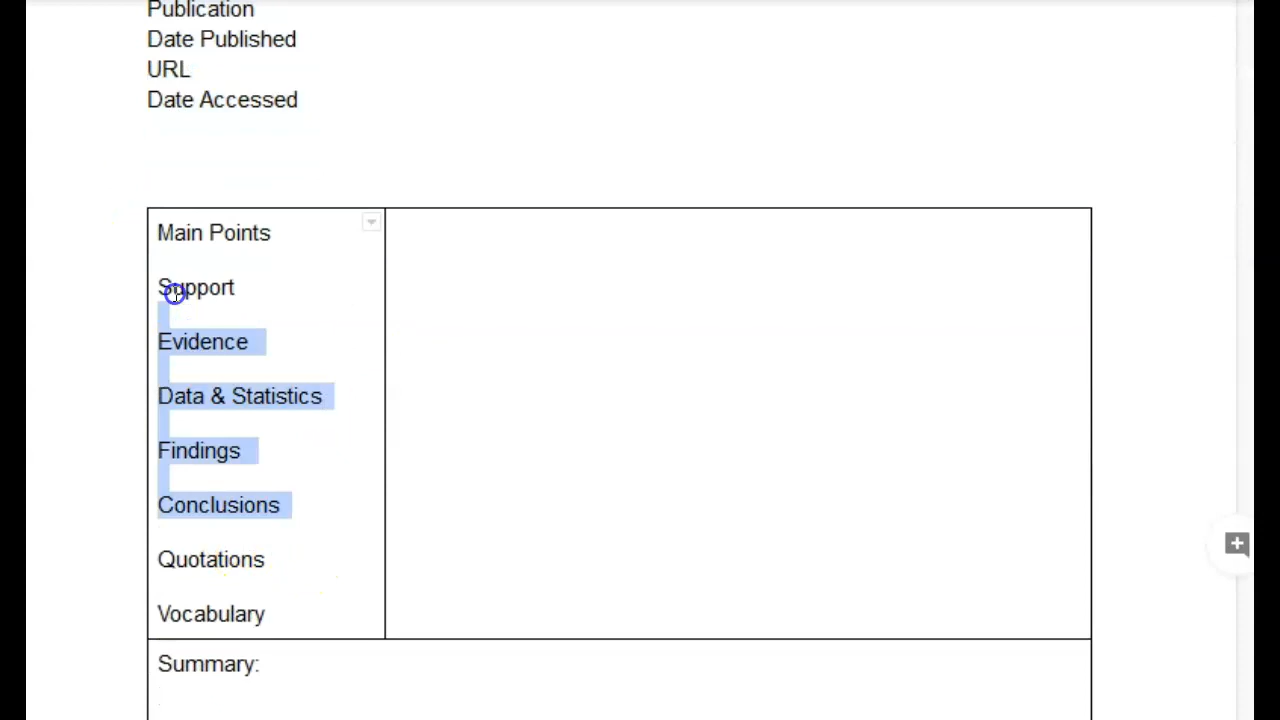 Publication
Date Published
URL
Date Accessed
Main Points
Support
Evidence
Data & Statistics
Findings
Conclusions
Quotations
Vocabulary
Summary: